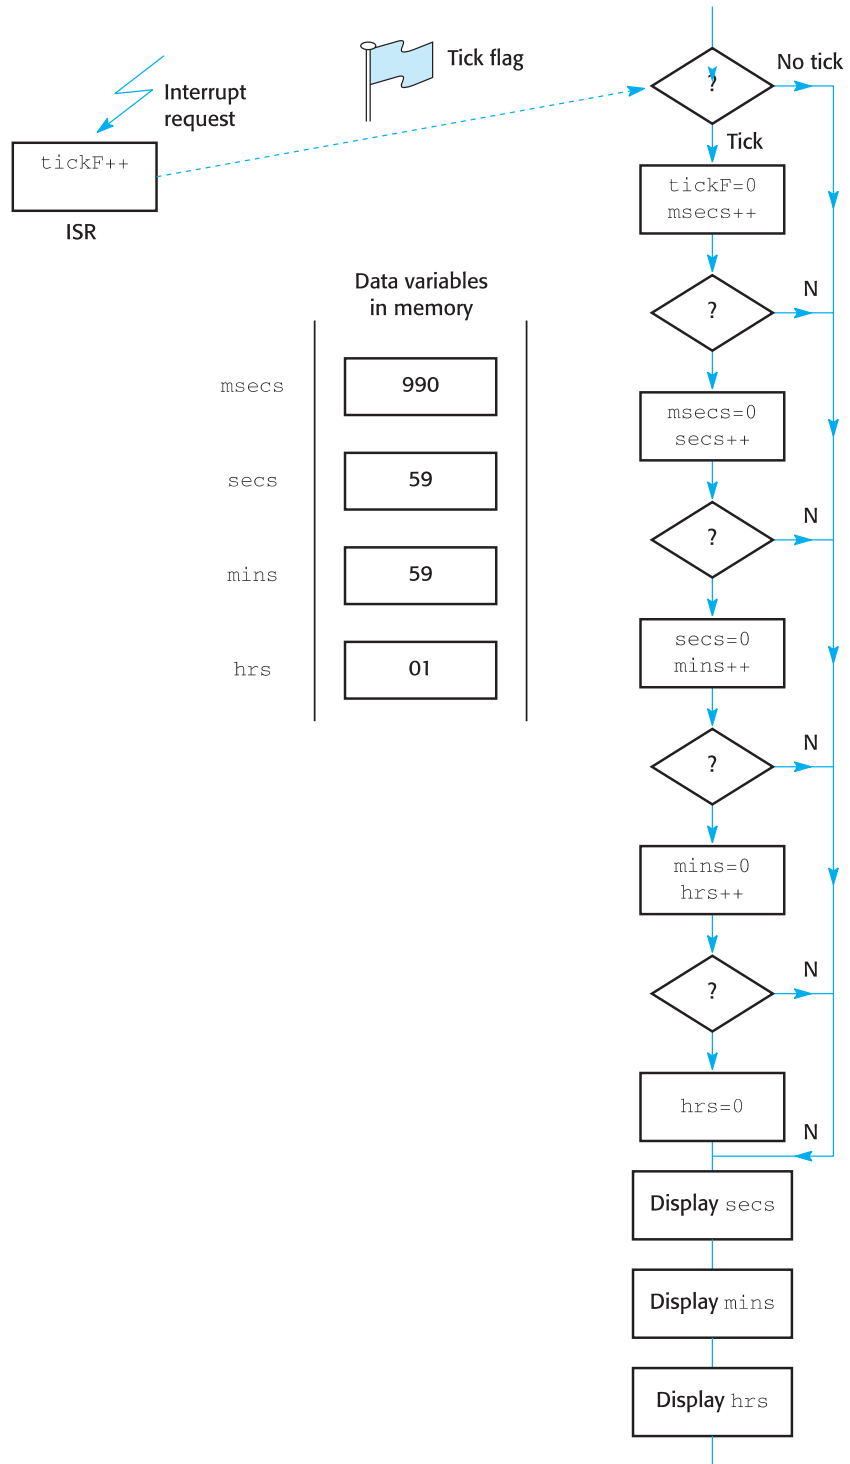 No tick
Tick flag
?
Interrupt
request
Tick
tickF++
tickF=0
msecs++
ISR
Data variables
in memory
N
?
msecs
990
msecs=0
secs++
secs
59
N
?
mins
59
secs=0
mins++
hrs
01
N
?
mins=0
hrs++
N
?
hrs=0
N
Display secs
Display mins
Display hrs